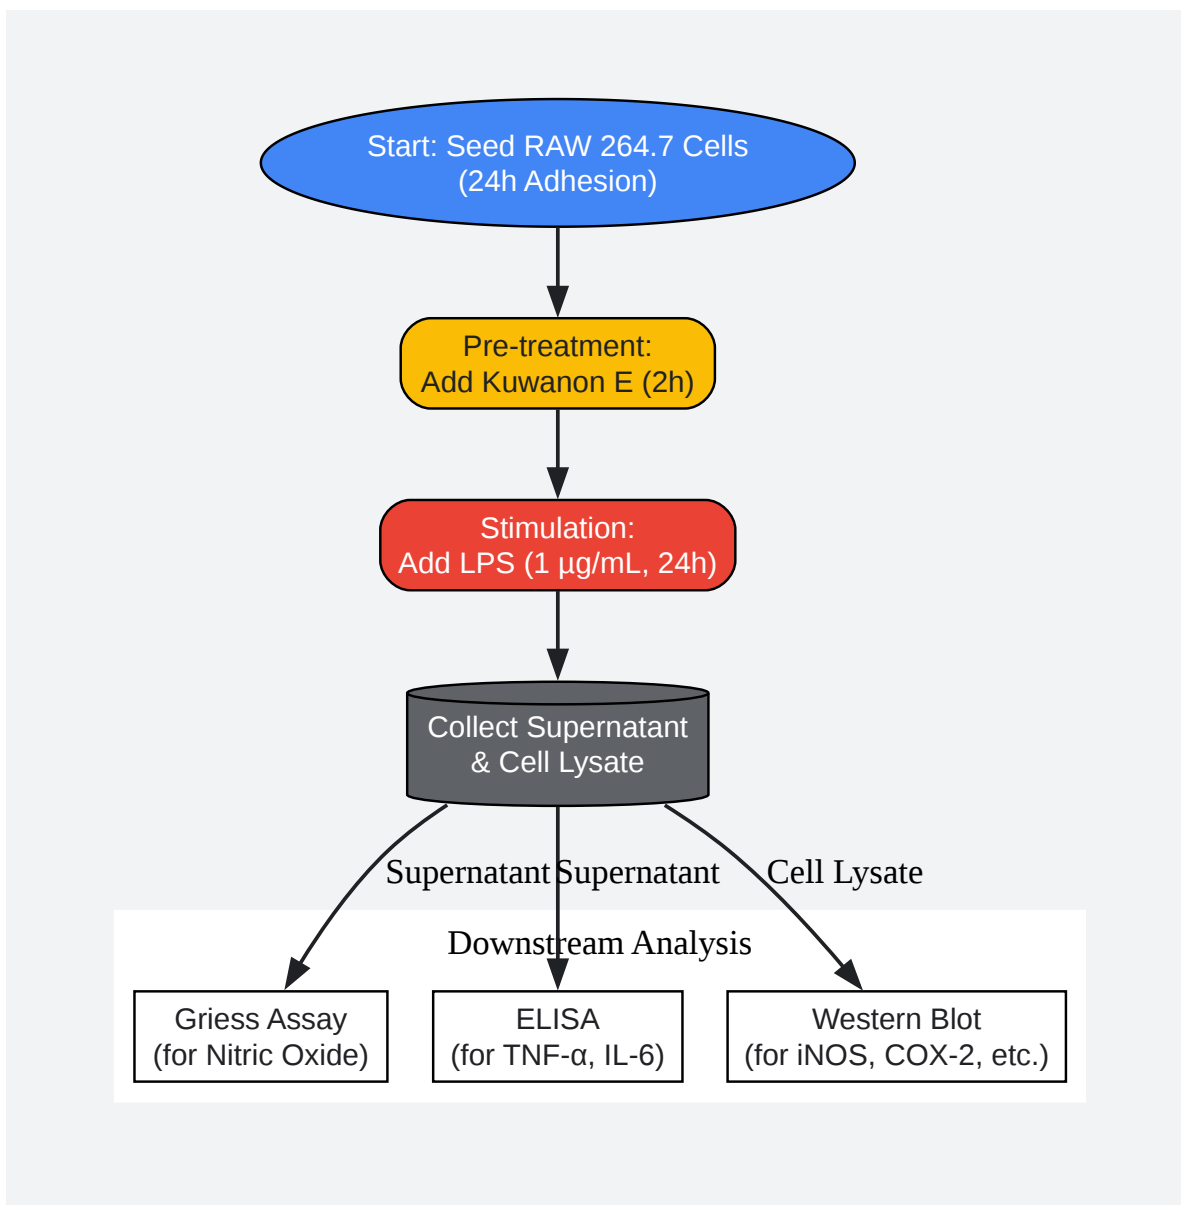 Start: Seed RAW 264.7 Cells
(24h Adhesion)
Pre-treatment:
Add Kuwanon E (2h)
Stimulation:
Add LPS (1 µg/mL, 24h)
Collect Supernatant
& Cell Lysate
Supernatant
Supernatant
Cell Lysate
Downstream Analysis
Griess Assay
(for Nitric Oxide)
ELISA
(for TNF-α, IL-6)
Western Blot
(for iNOS, COX-2, etc.)